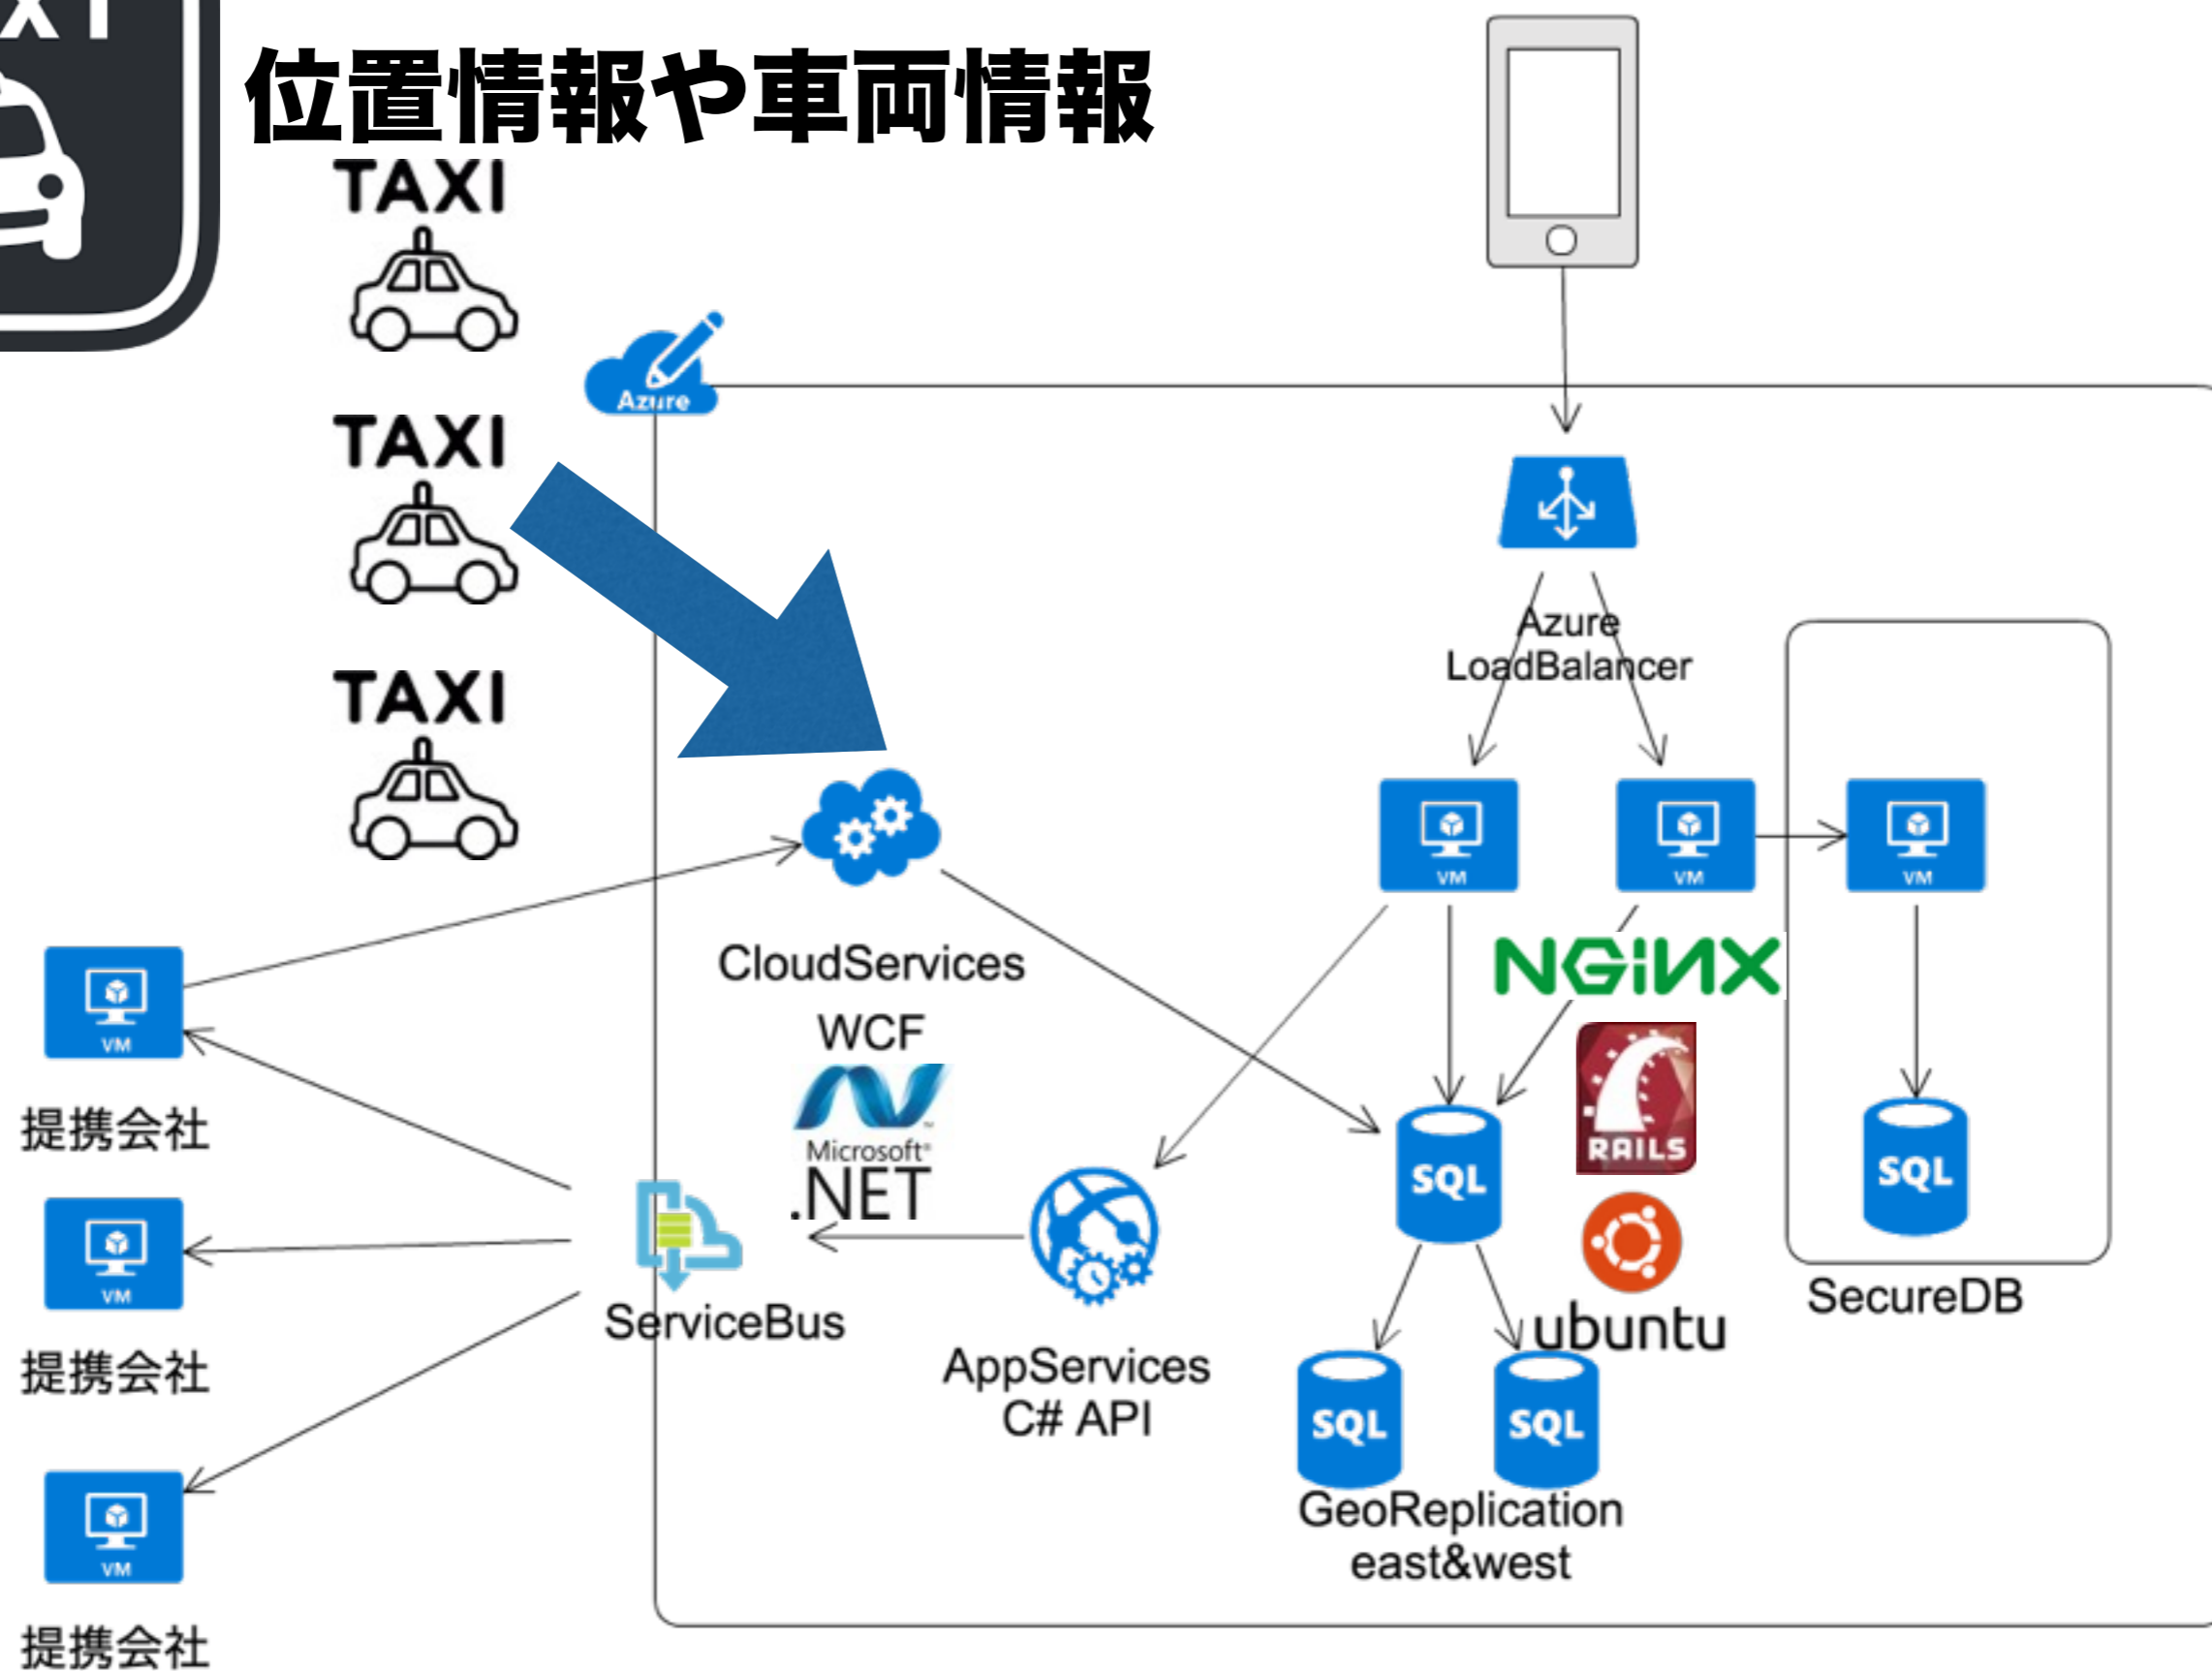 位置情報や車両情報
TAXI
TAXI
TAXI
Azure
Azure
LoadBalancer
VM
VM
VM
CloudServices
WCF
Microsoft
.NET
NGINX
RAILS
ubuntu
SQL
SQL
SecureDB
VM
提携会社
VM
提携会社
VM
提携会社
ServiceBus
AppServices
C# API
SQL
SQL
GeoReplication
east&west